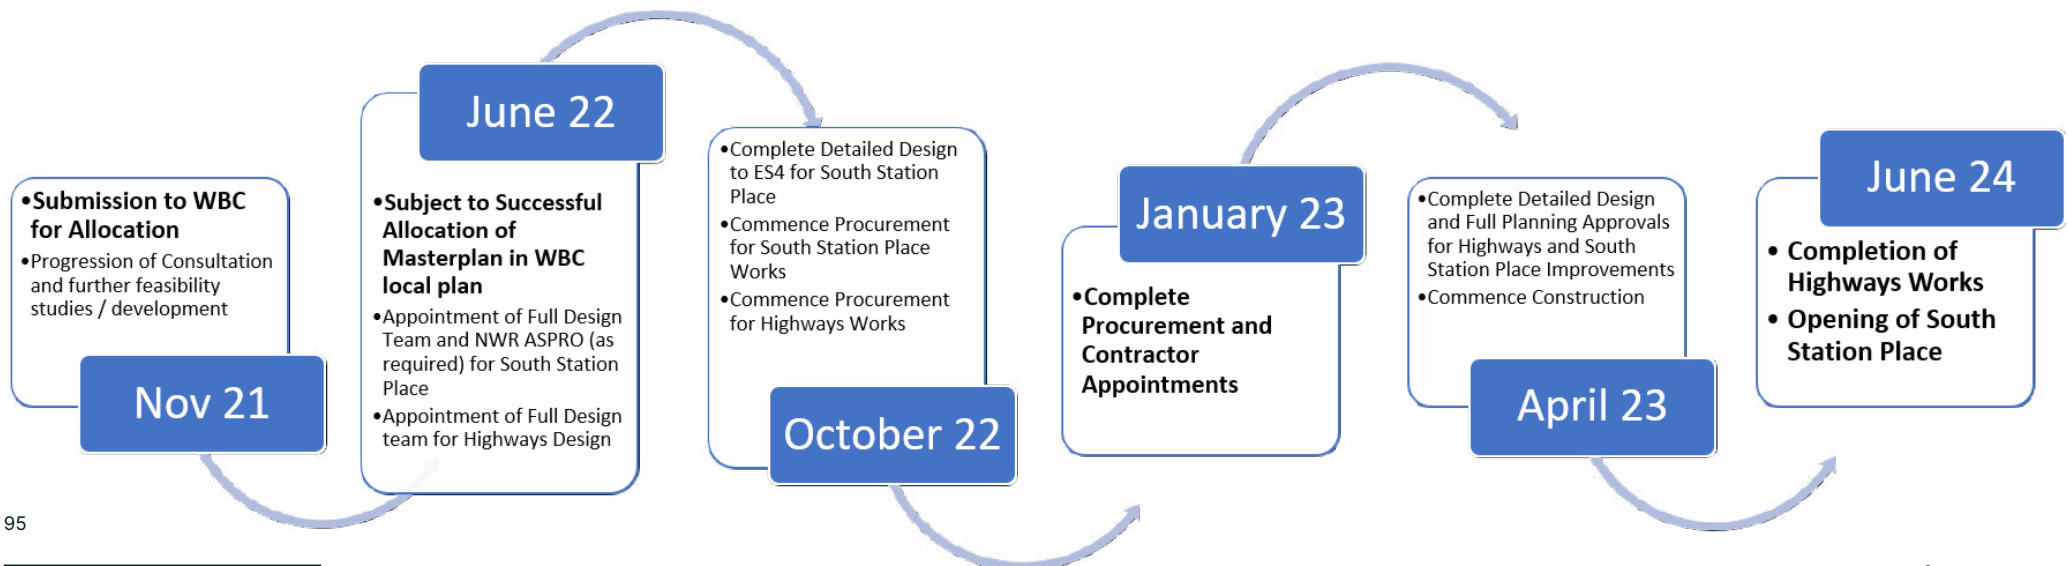 •Submission to WBC
for Allocation
•Progression of Consultation
and further feasibility
studies / development
Nov 21
June 22
•Subject to Successful
Allocation of
Masterplan in WBC
local plan
•Appointment of Full Design
Team and NWR ASPRO (as
required) for South Station
Place
•Appointment of Full Design
team for Highways Design
•Complete Detailed Design
to ES4 for South Station
Place
•Commence Procurement
for South Station Place
Works
•Commence Procurement
for Highways Works
October 22
January 23
•Complete
Procurement and
Contractor
Appointments
•Complete Detailed Design
and Full Planning Approvals
for Highways and South
Station Place Improvements
•Commence Construction
April 23
June 24
• Completion of
Highways Works
• Opening of South
Station Place
95